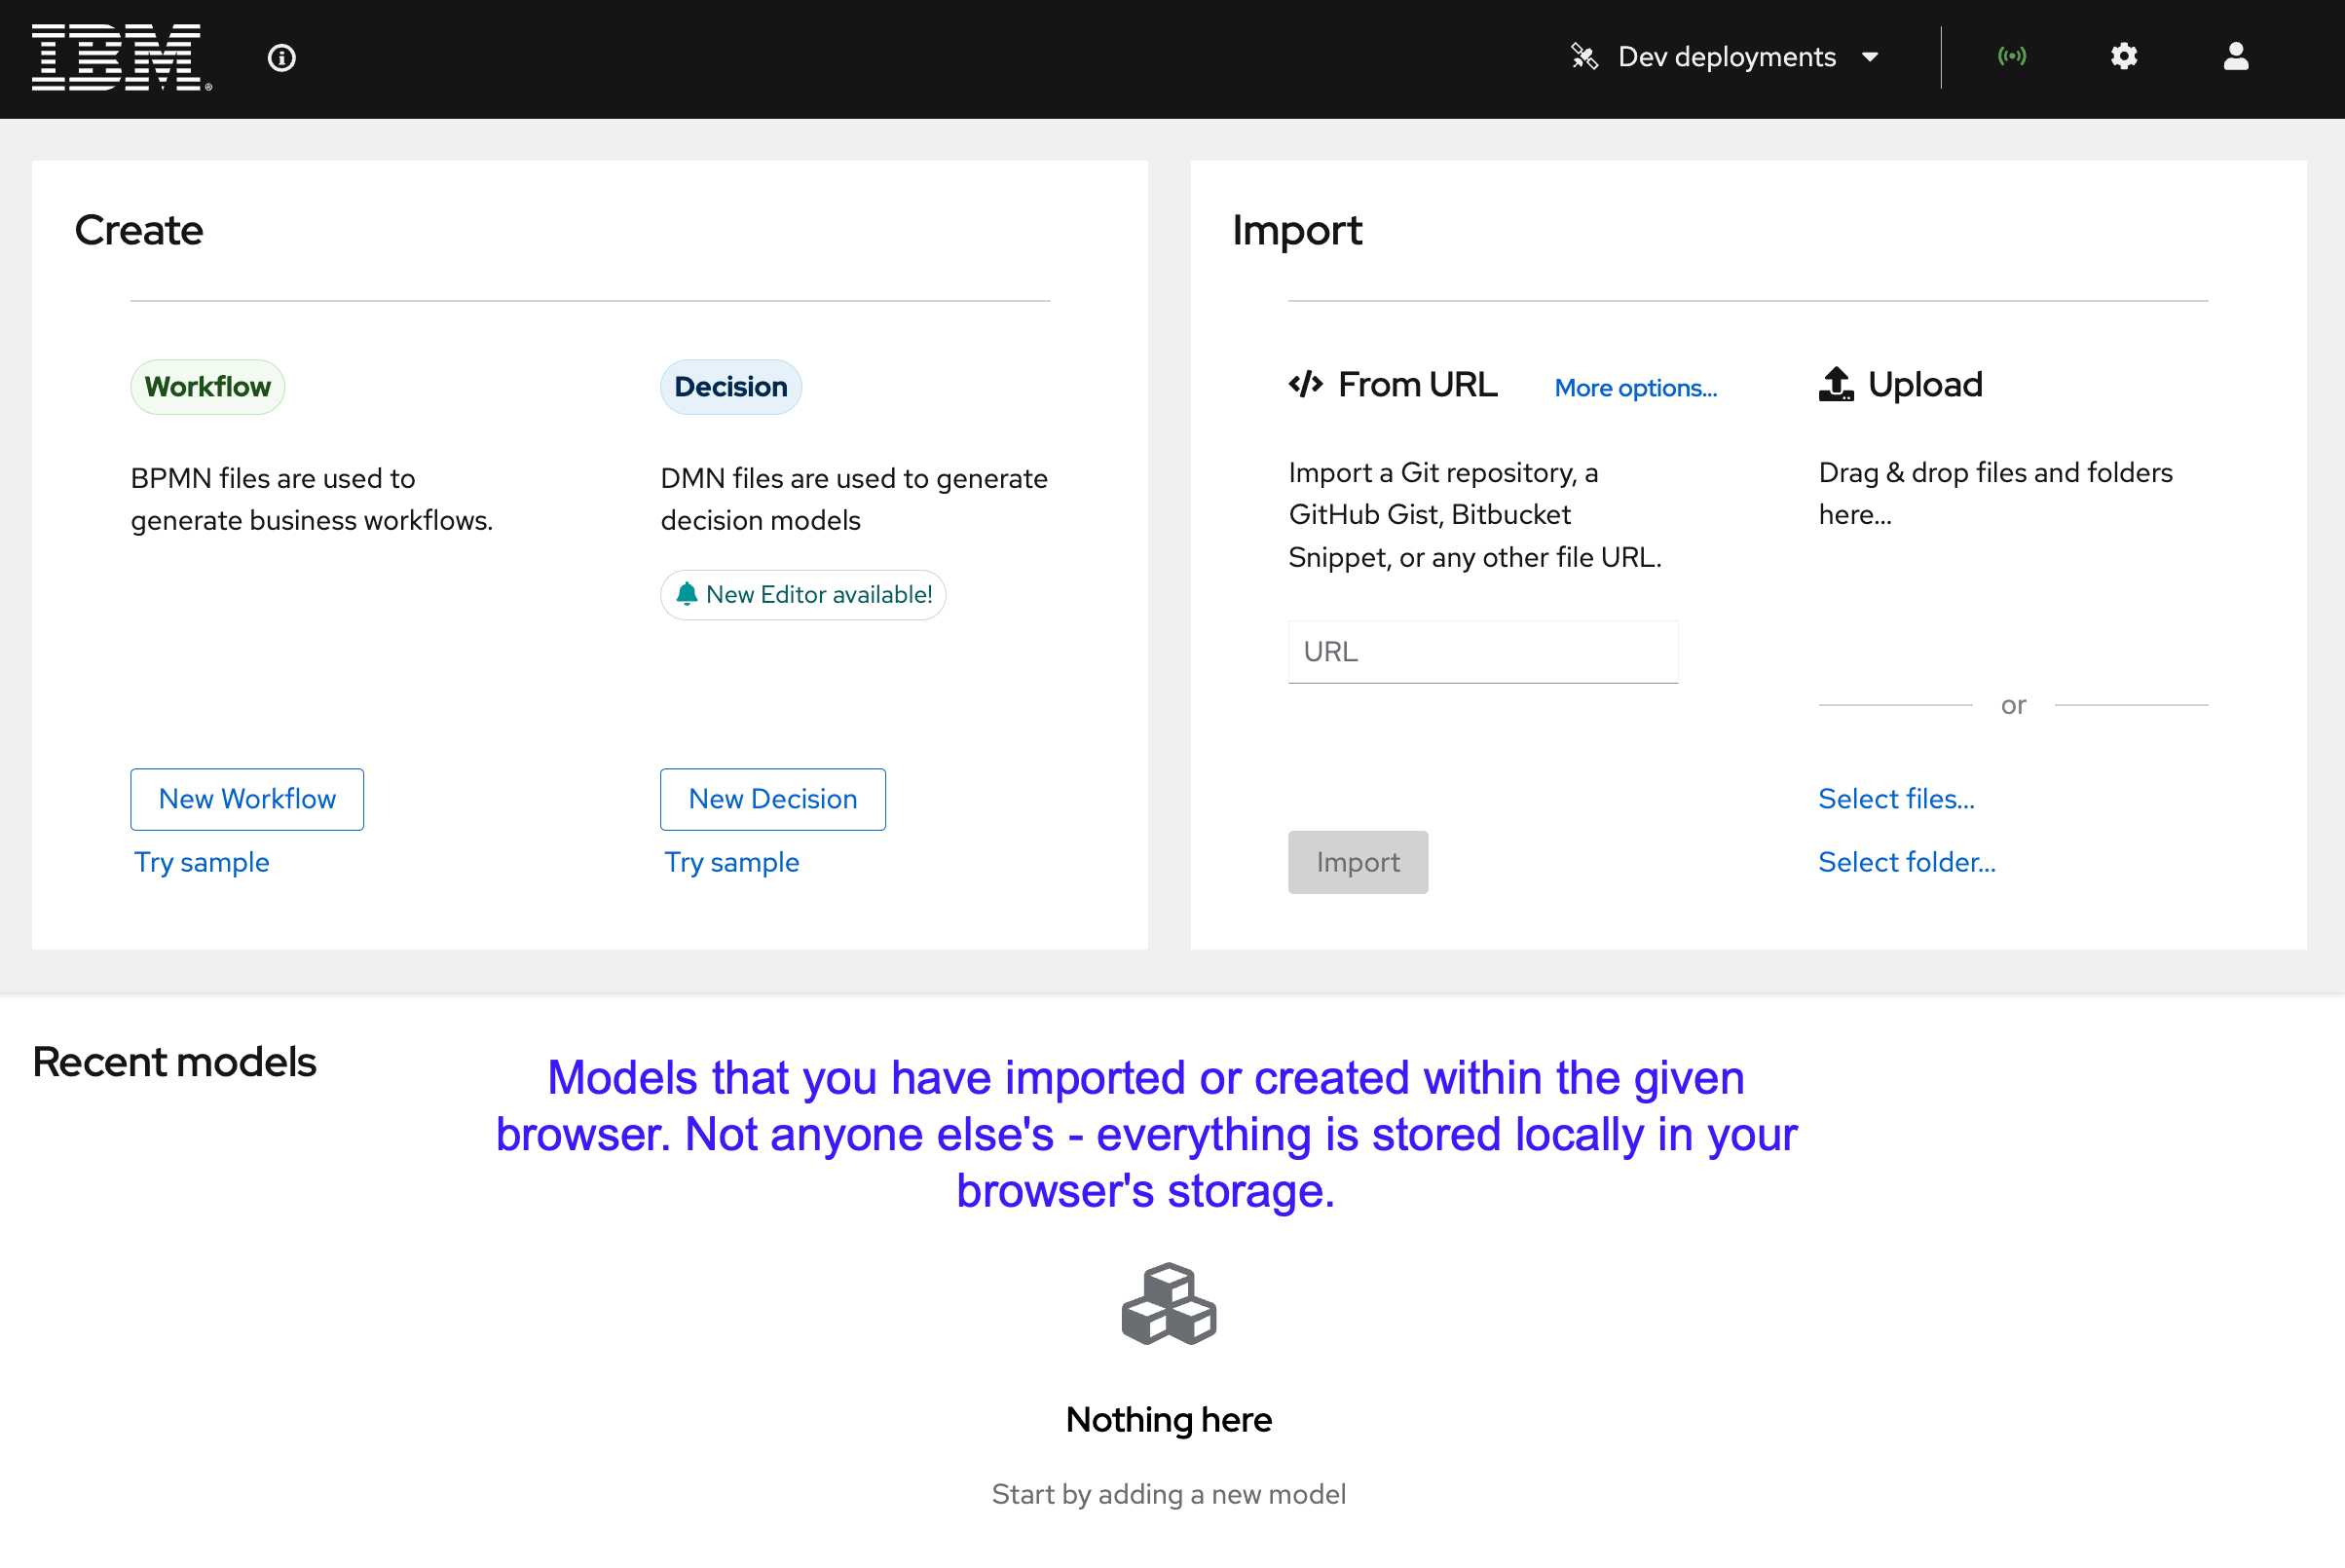 IBM®
Dev deployments
Create
Workflow
BPMN files are used to
generate business workflows.
New Workflow
Try sample
Decision
DMN files are used to generate
decision models
New Editor available!
New Decision
Try sample
Import
From URL
More options...
Import a Git repository, a
GitHub Gist, Bitbucket
Snippet, or any other file URL.
URL
Import
Upload
Drag & drop files and folders
here...
or
Select files...
Select folder...
Recent models
Models that you have imported or created within the given
browser. Not anyone else's - everything is stored locally in your
browser's storage.
Nothing here
Start by adding a new model